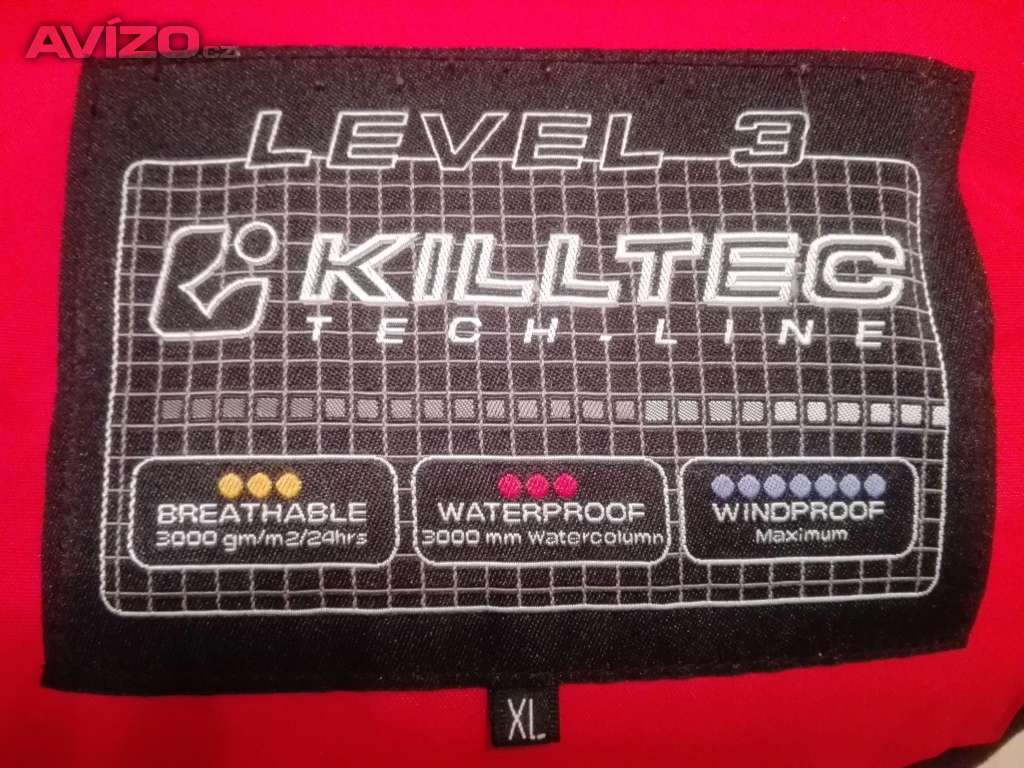 AVÍZO.cz
LEVEL 3
KILLTEC
TECH-LINE
BREATHABLE
3000 gm/m2/24hrs
WATERPROOF
3000 mm Watercolumn
WINDPROOF
Maximum
XL